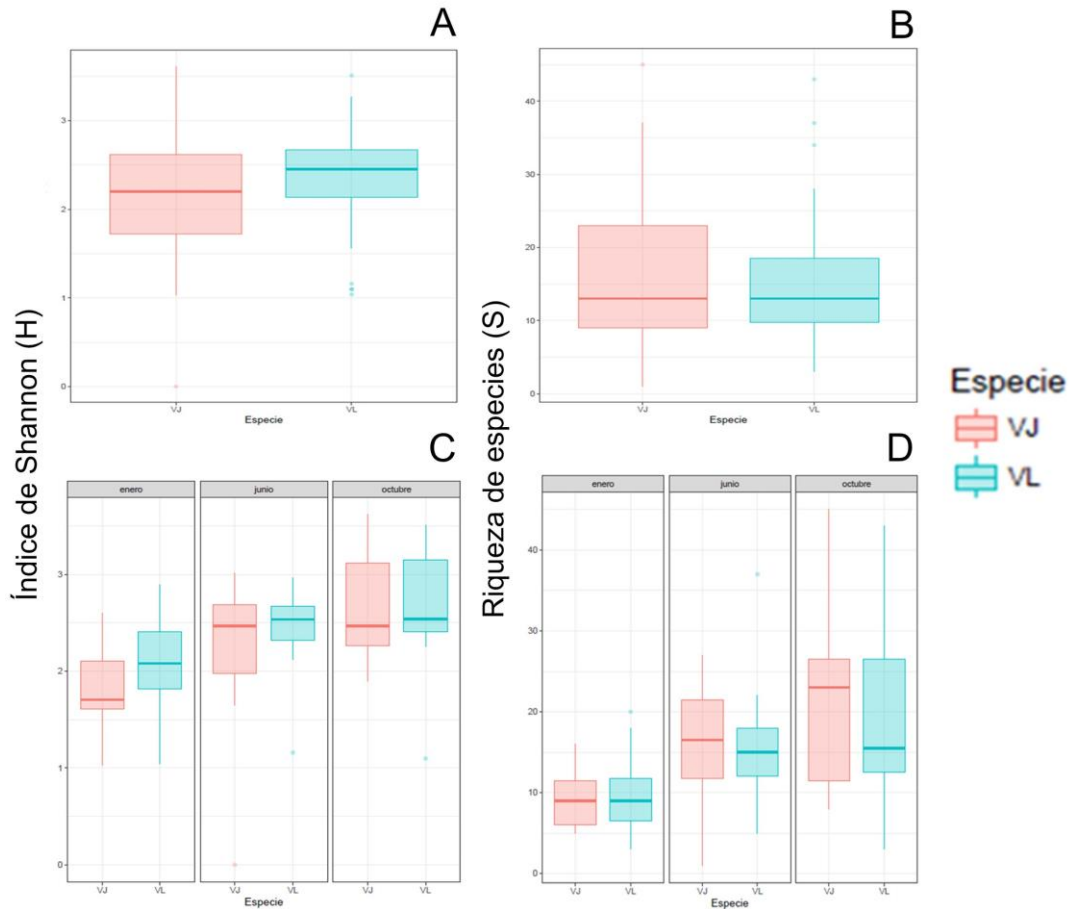 A
B
Índice de Shannon (H)
3
2
1
0
VJ
VL
Especie
Riqueza de especies (S)
40
30
20
10
0
VJ
VL
Especie
Especie
VJ
VL
C
D
enero
junio
octubre
3
2
1
0
VJ
VL
VJ
VL
VJ
VL
Especie
enero
junio
octubre
40
30
20
10
0
VJ
VL
VJ
VL
VJ
VL
Especie